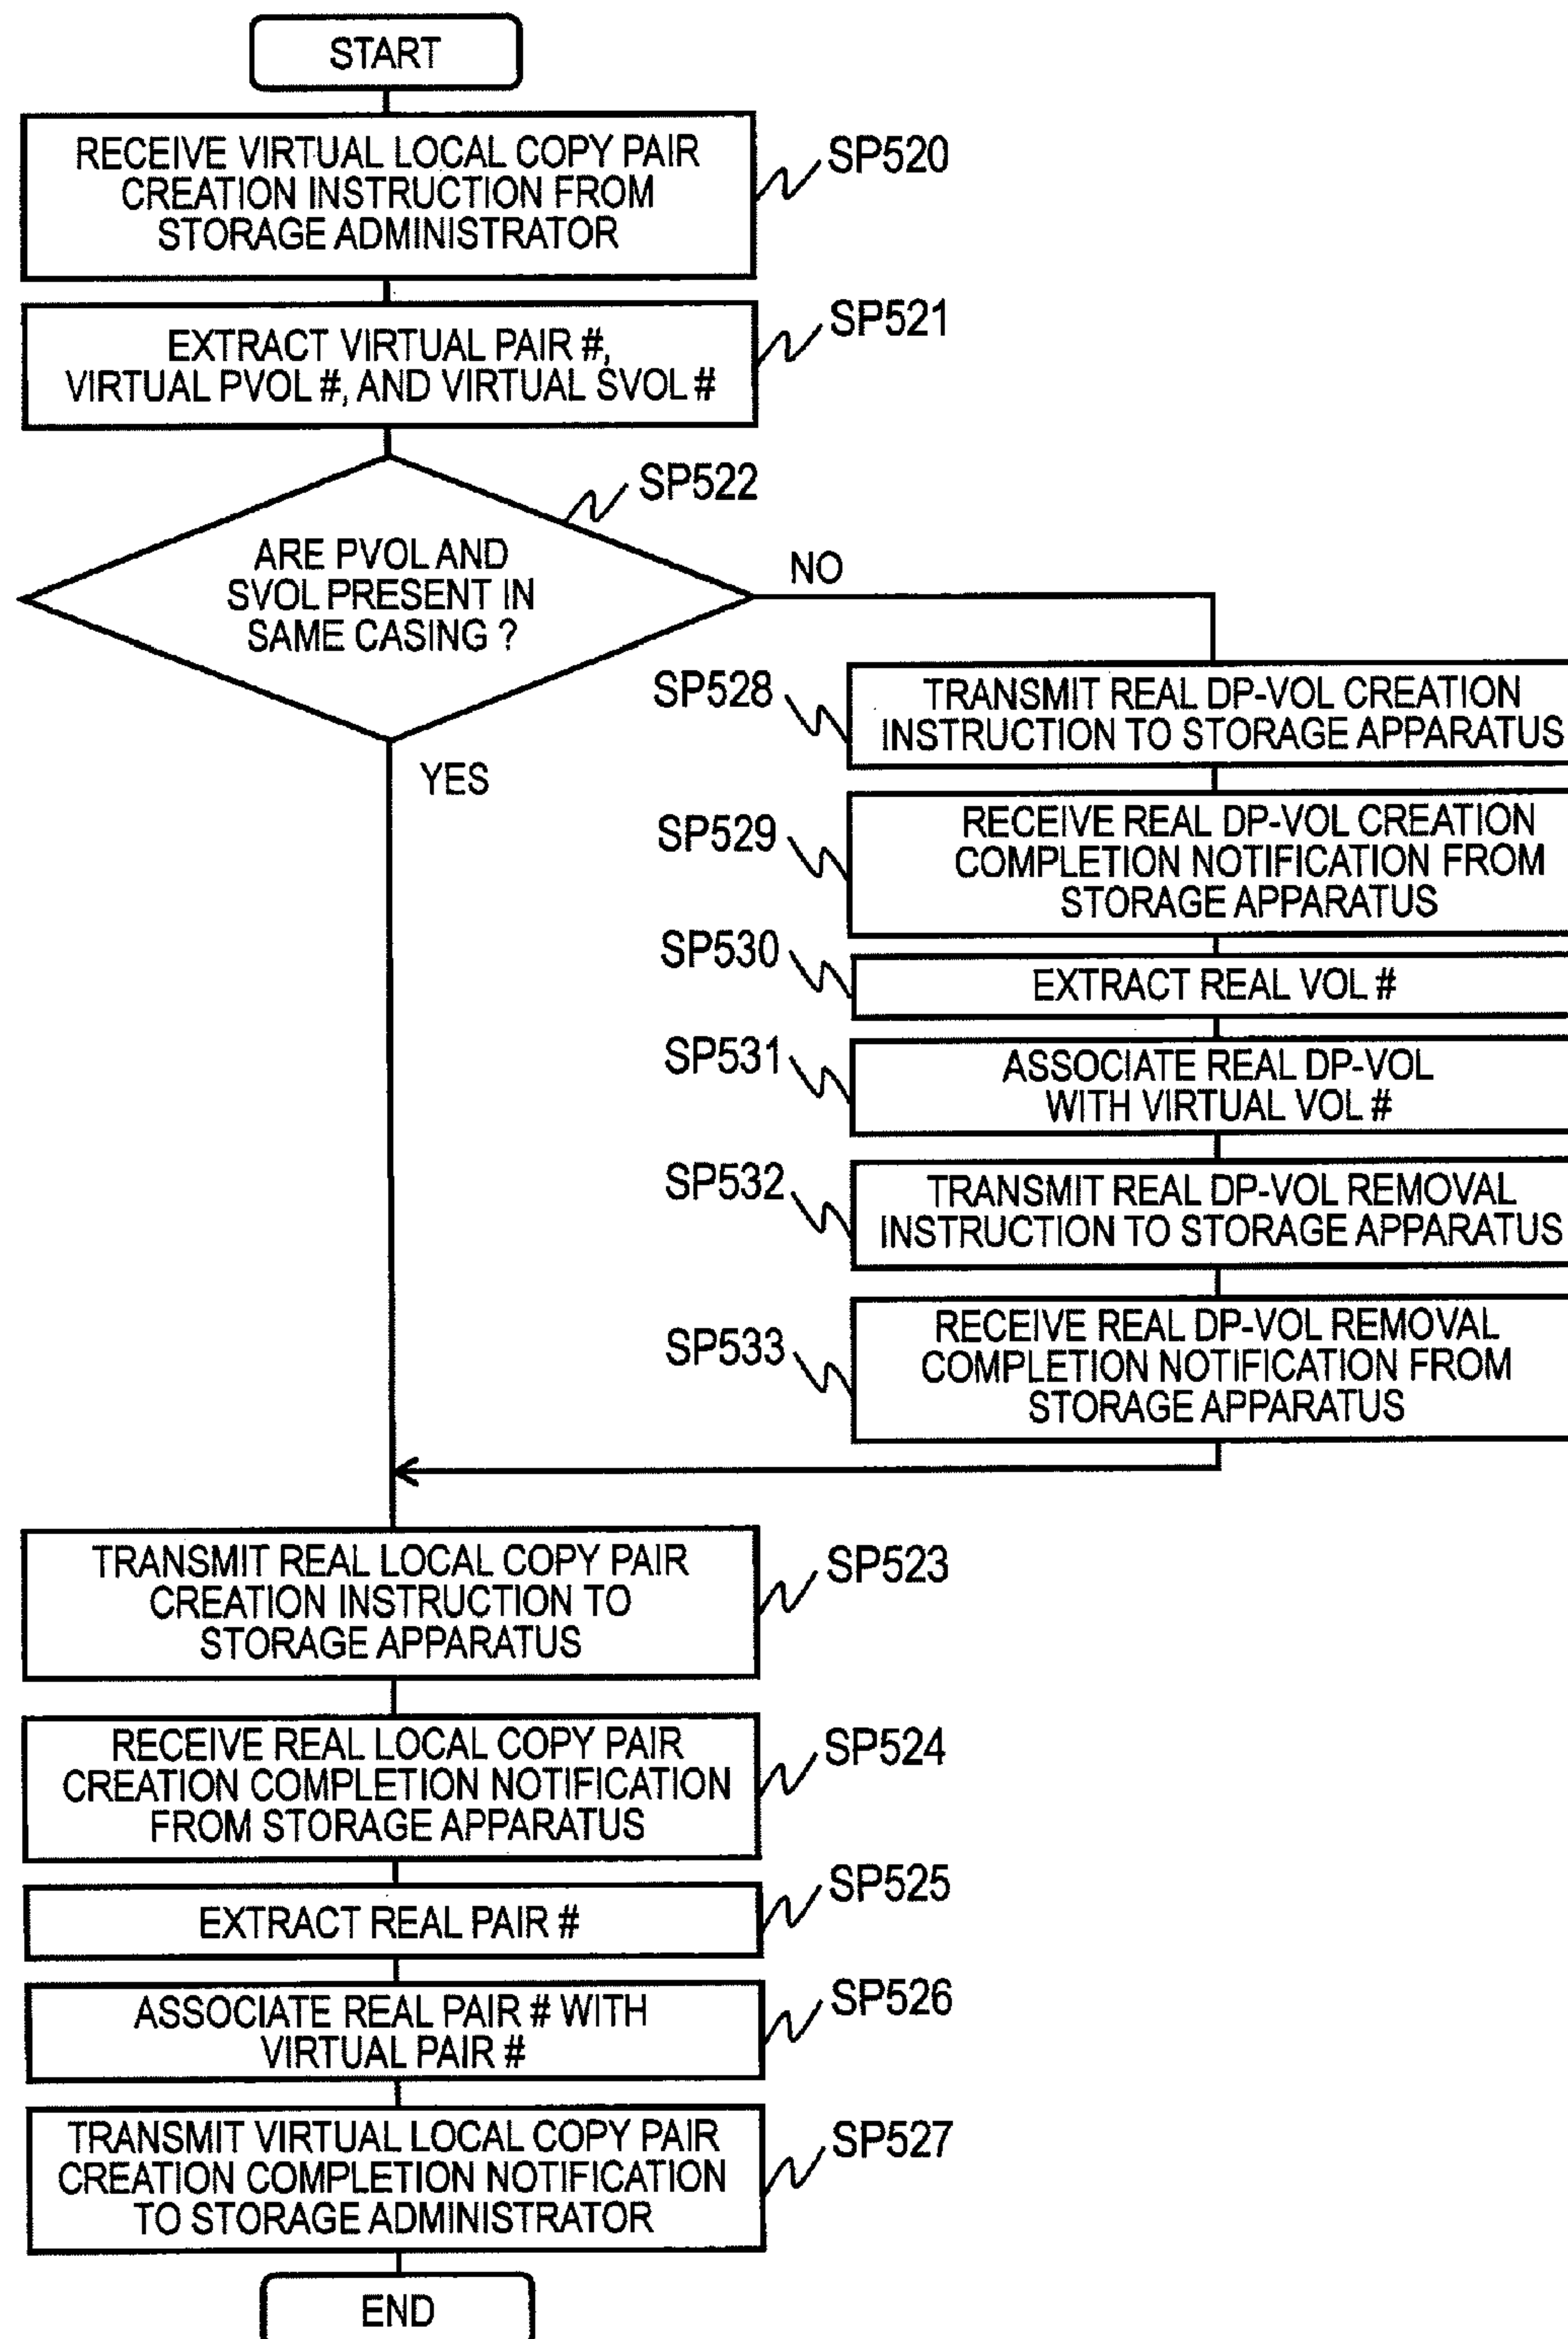 START
RECEIVE VIRTUAL LOCAL COPY PAIR
CREATION INSTRUCTION FROM
STORAGE ADMINISTRATOR
SP520
EXTRACT VIRTUAL PAIR #,
VIRTUAL PVOL #, AND VIRTUAL SVOL #
SP521
ARE PVOL AND
SVOL PRESENT IN
SAME CASING ?
SP522
NO
YES
SP528
TRANSMIT REAL DP-VOL CREATION
INSTRUCTION TO STORAGE APPARATUS
SP529
RECEIVE REAL DP-VOL CREATION
COMPLETION NOTIFICATION FROM
STORAGE APPARATUS
SP530
EXTRACT REAL VOL #
SP531
ASSOCIATE REAL DP-VOL
WITH VIRTUAL VOL #
SP532
TRANSMIT REAL DP-VOL REMOVAL
INSTRUCTION TO STORAGE APPARATUS
SP533
RECEIVE REAL DP-VOL REMOVAL
COMPLETION NOTIFICATION FROM
STORAGE APPARATUS
TRANSMIT REAL LOCAL COPY PAIR
CREATION INSTRUCTION TO
STORAGE APPARATUS
SP523
RECEIVE REAL LOCAL COPY PAIR
CREATION COMPLETION NOTIFICATION
FROM STORAGE APPARATUS
SP524
EXTRACT REAL PAIR #
SP525
ASSOCIATE REAL PAIR # WITH
VIRTUAL PAIR #
SP526
TRANSMIT VIRTUAL LOCAL COPY PAIR
CREATION COMPLETION NOTIFICATION
TO STORAGE ADMINISTRATOR
SP527
END